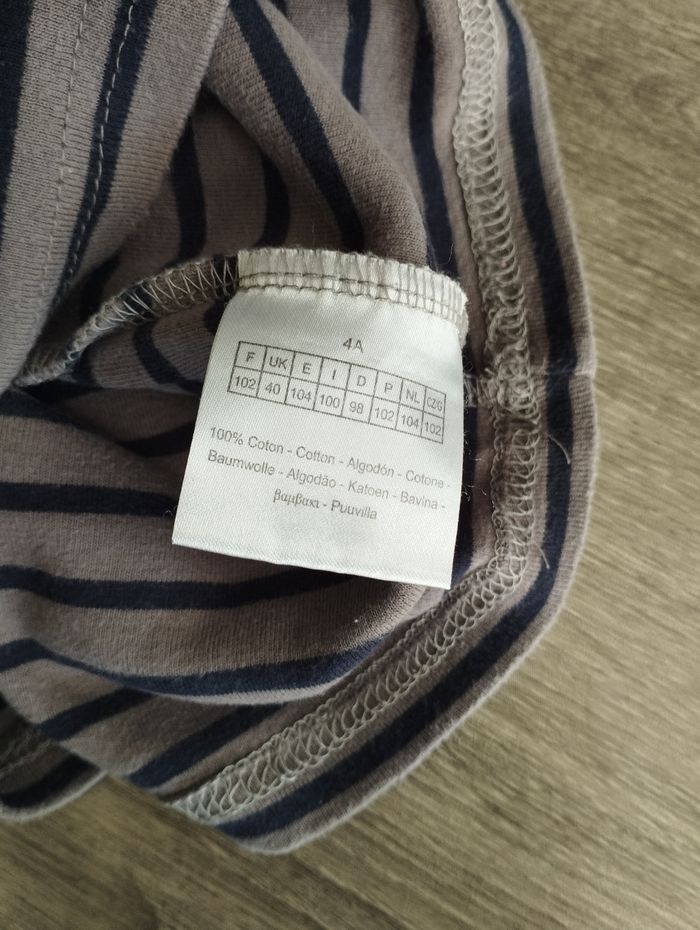 4A
F UK E I D P NL CZ/G
102 40 104 100 98 102 104 102
100% Coton - Cotton - Algodón - Cotone -
Baumwolle - Algodão - Katoen - Bavina -
βαμβακι - Puuvilla